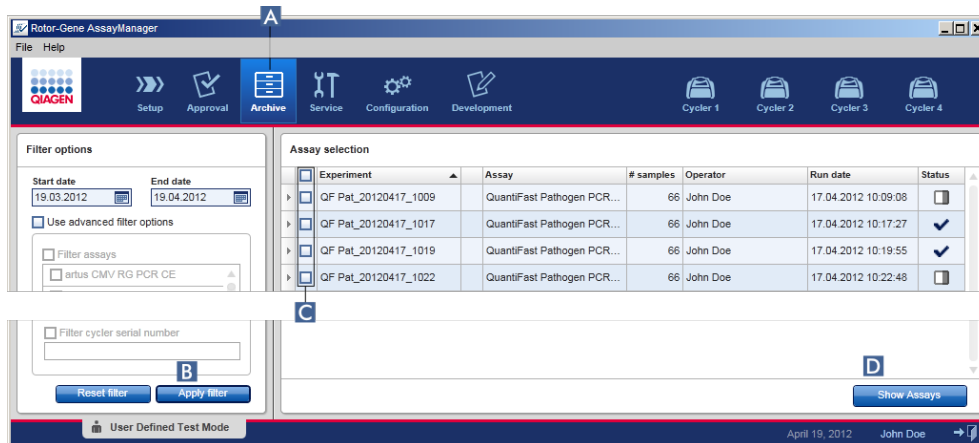 A
Rotor-Gene AssayManager
File Help
QIAGEN
Setup
Approval
Archive
Service
Configuration
Development
Cycler 1
Cycler 2
Cycler 3
Cycler 4
Filter options
Start date
End date
19.03.2012
19.04.2012
Use advanced filter options
Filter assays
artus CMV RG PCR CE
Filter cycler serial number
B
Reset filter
Apply filter
Assay selection
Experiment Assay # samples Operator Run date Status
QF Pat_20120417_1009 QuantiFast Pathogen PCR... 66 John Doe 17.04.2012 10:09:08
QF Pat_20120417_1017 QuantiFast Pathogen PCR... 66 John Doe 17.04.2012 10:17:27
QF Pat_20120417_1019 QuantiFast Pathogen PCR... 66 John Doe 17.04.2012 10:19:55
QF Pat_20120417_1022 QuantiFast Pathogen PCR... 66 John Doe 17.04.2012 10:22:48
C
D
Show Assays
User Defined Test Mode
April 19, 2012 John Doe